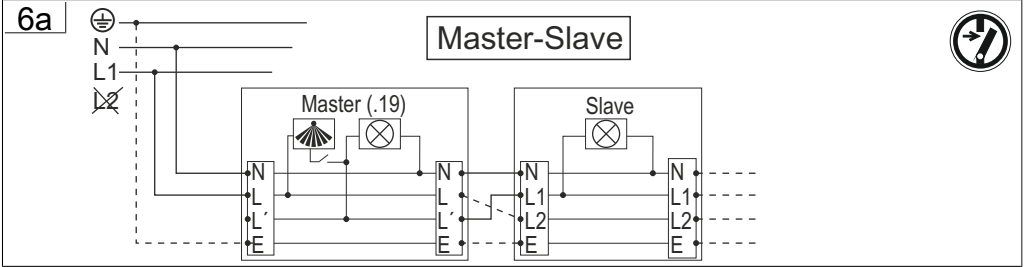 6a
N
L1
L2
Master-Slave
Master (.19)
Slave
N N N N
L L L1 L1
L´ L´ L2 L2
E E E E